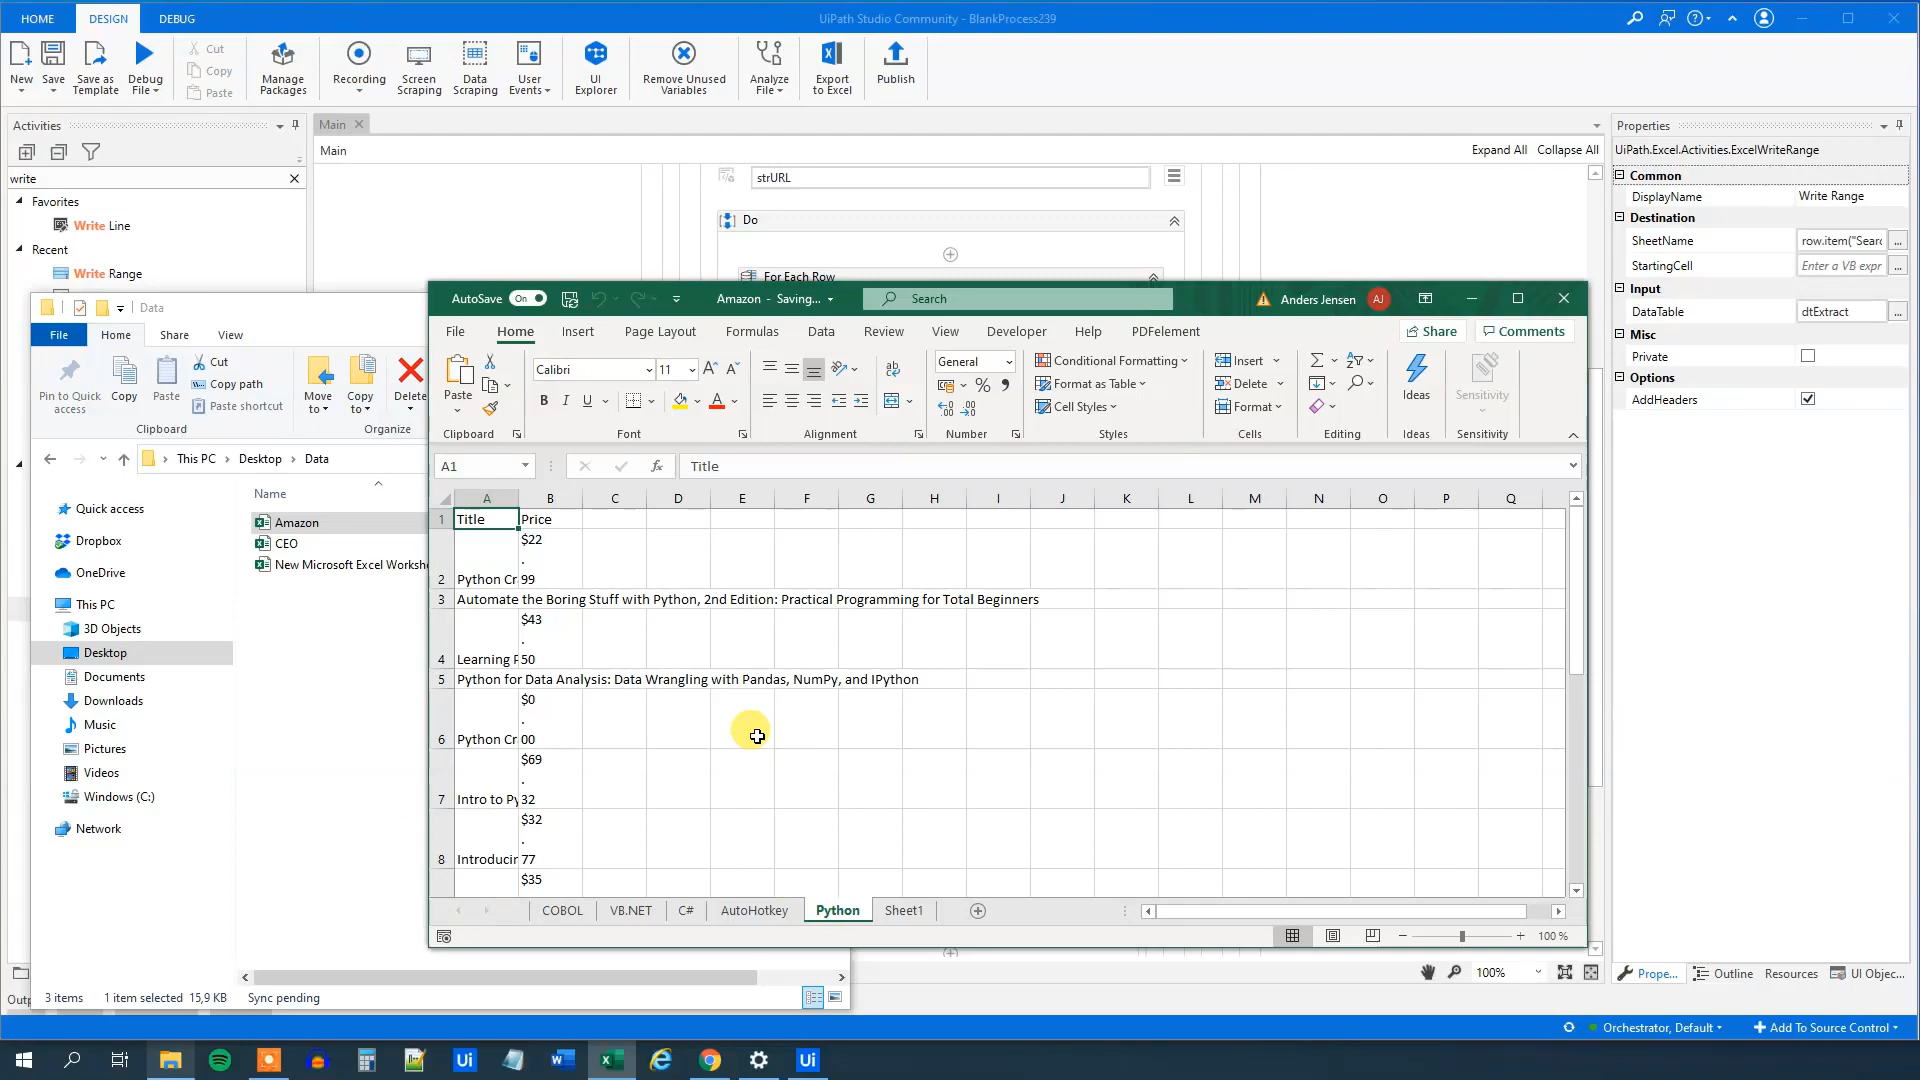 HOME DESIGN DEBUG
UiPath Studio Community - BlankProcess239
New Save Save as Template Debug File
Cut
Copy
Paste
Manage Packages Recording Screen Scraping Data Scraping User Events UI Explorer Remove Unused Variables Analyze File Export to Excel Publish
Activities
write
Favorites
Write Line
Recent
Write Range
Main
Main
Expand All Collapse All
strURL
Do
For Each Row
Properties
UiPath.Excel.Activities.ExcelWriteRange
Common
DisplayName Write Range
Destination
SheetName row.item("Searc ...
StartingCell Enter a VB expr ...
Input
DataTable dtExtract ...
Misc
Private
Options
AddHeaders
Data
File Home Share View
Pin to Quick access Copy Paste
Cut
Copy path
Paste shortcut
Move to Copy to Delete
Clipboard Organize
This PC > Desktop > Data
Name
Quick access
Dropbox
OneDrive
This PC
3D Objects
Desktop
Documents
Downloads
Music
Pictures
Videos
Windows (C:)
Network
Amazon
CEO
New Microsoft Excel Worksh
3 items 1 item selected 15,9 KB Sync pending
AutoSave On Amazon - Saving... Search Anders Jensen AJ
File Home Insert Page Layout Formulas Data Review View Developer Help PDFelement Share Comments
Paste
Calibri 11
B I U
General
Conditional Formatting
Format as Table
Cell Styles
Insert
Delete
Format
Ideas Sensitivity
Clipboard Font Alignment Number Styles Cells Editing Ideas Sensitivity
A1 fx Title
A B C D E F G H I J K L M N O P Q
1 Title Price
$22
.
2 Python Cr 99
3 Automate the Boring Stuff with Python, 2nd Edition: Practical Programming for Total Beginners
$43
.
4 Learning P 50
5 Python for Data Analysis: Data Wrangling with Pandas, NumPy, and IPython
$0
.
6 Python Cr 00
$69
.
7 Intro to Py 32
$32
.
8 Introducin 77
$35
COBOL VB.NET C# AutoHotkey Python Sheet1
100 %
100%
Prope... Outline Resources UI Objec...
Outp
Orchestrator, Default Add To Source Control
Ui W Ui